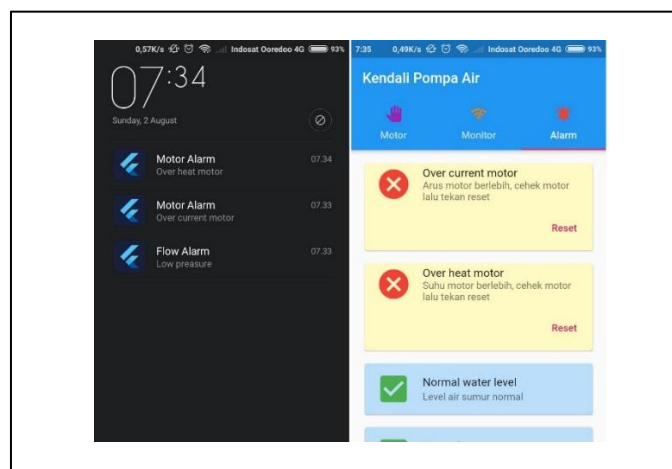 0,57K/s Indosat Ooredoo 4G 93%
07:34
Sunday, 2 August
Motor Alarm 07.34
Over heat motor
Motor Alarm 07.33
Over current motor
Flow Alarm 07.33
Low preasure
7:35 0,49K/s Indosat Ooredoo 4G 93%
Kendali Pompa Air
Motor Monitor Alarm
Over current motor
Arus motor berlebih, cehek motor
lalu tekan reset
Reset
Over heat motor
Suhu motor berlebih, cehek motor
lalu tekan reset
Reset
Normal water level
Level air sumur normal